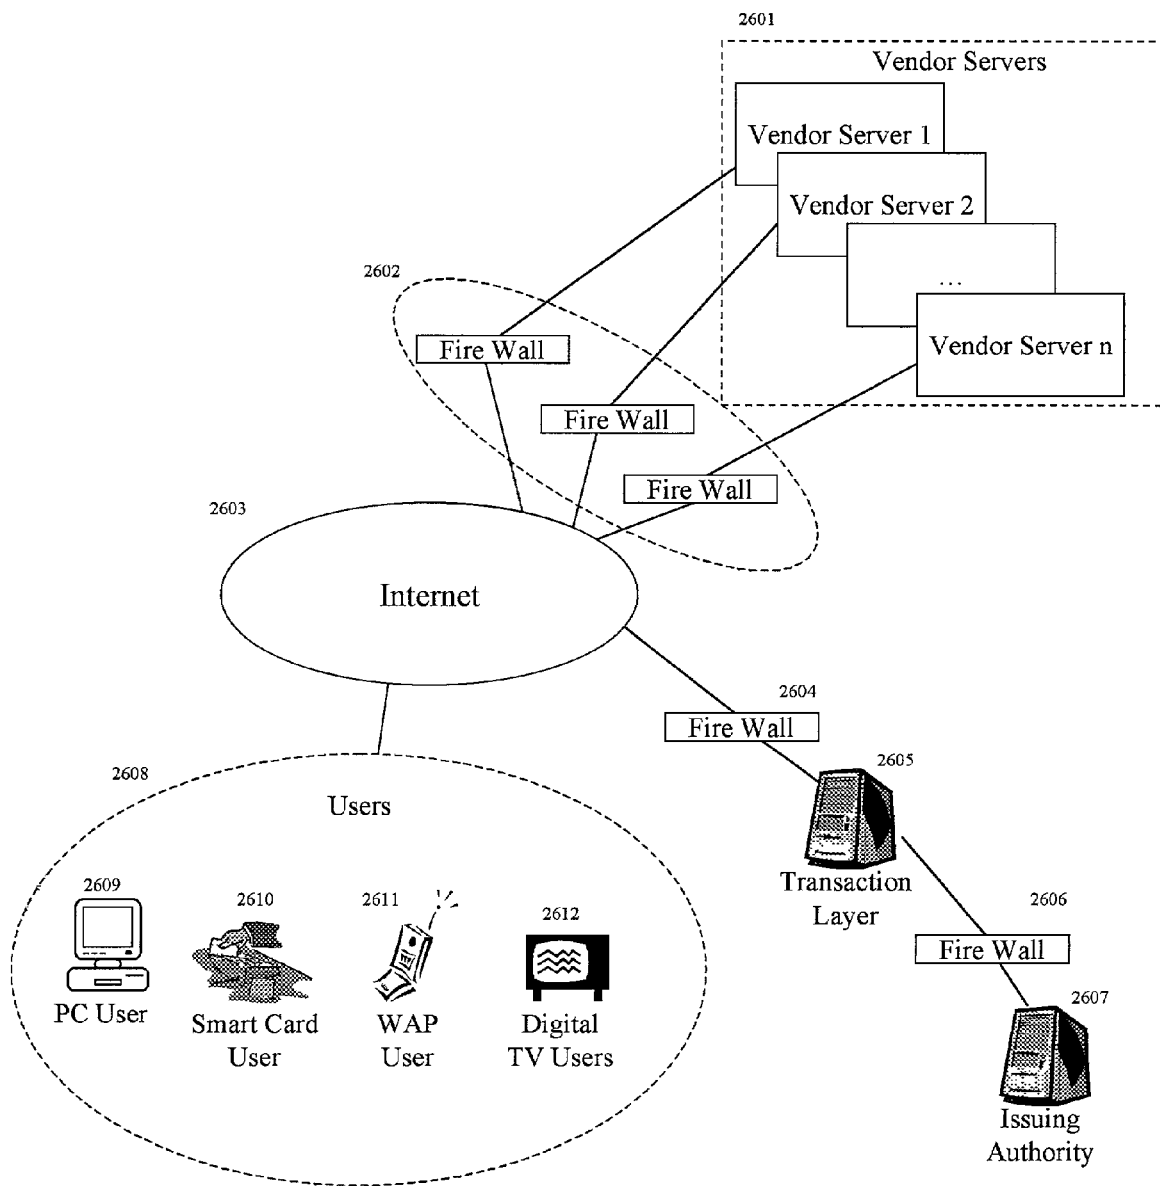 2601
Vendor Servers
Vendor Server 1
Vendor Server 2
...
Vendor Server n
2602
Fire Wall
Fire Wall
Fire Wall
2603
Internet
2604
Fire Wall
2605
Transaction
Layer
2606
Fire Wall
2607
Issuing
Authority
2608
Users
2609
PC User
2610
Smart Card
User
2611
WAP
User
2612
Digital
TV Users